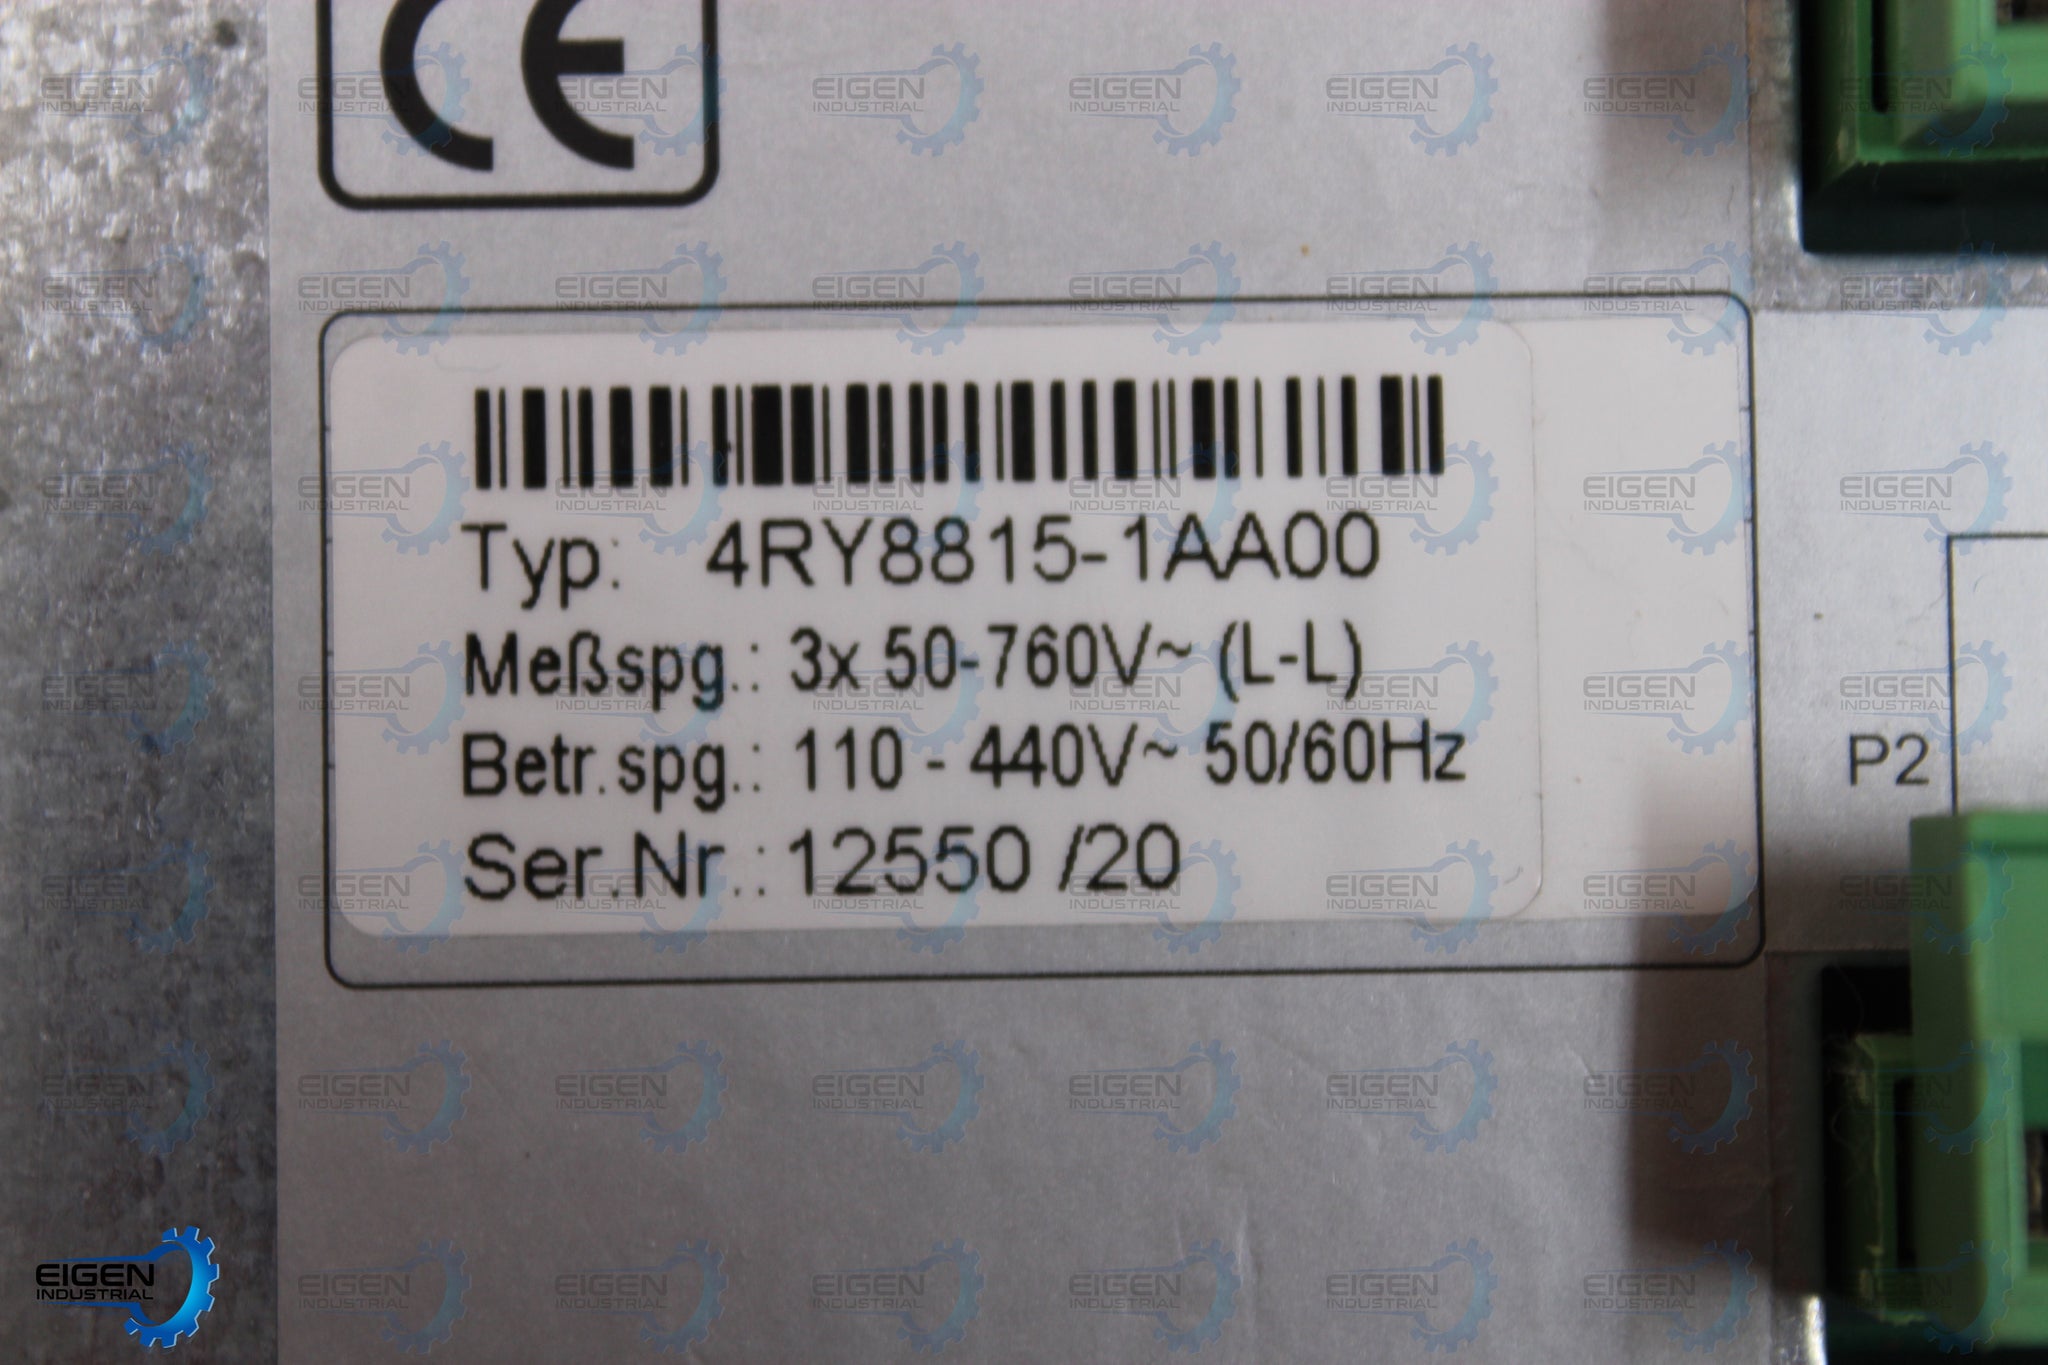 CE
Typ: 4RY8815-1AA00
Meßspg.: 3x 50-760V~ (L-L)
Betr.spg.: 110 - 440V~ 50/60Hz
Ser.Nr.: 12550 /20
P2
EIGEN
INDUSTRIAL